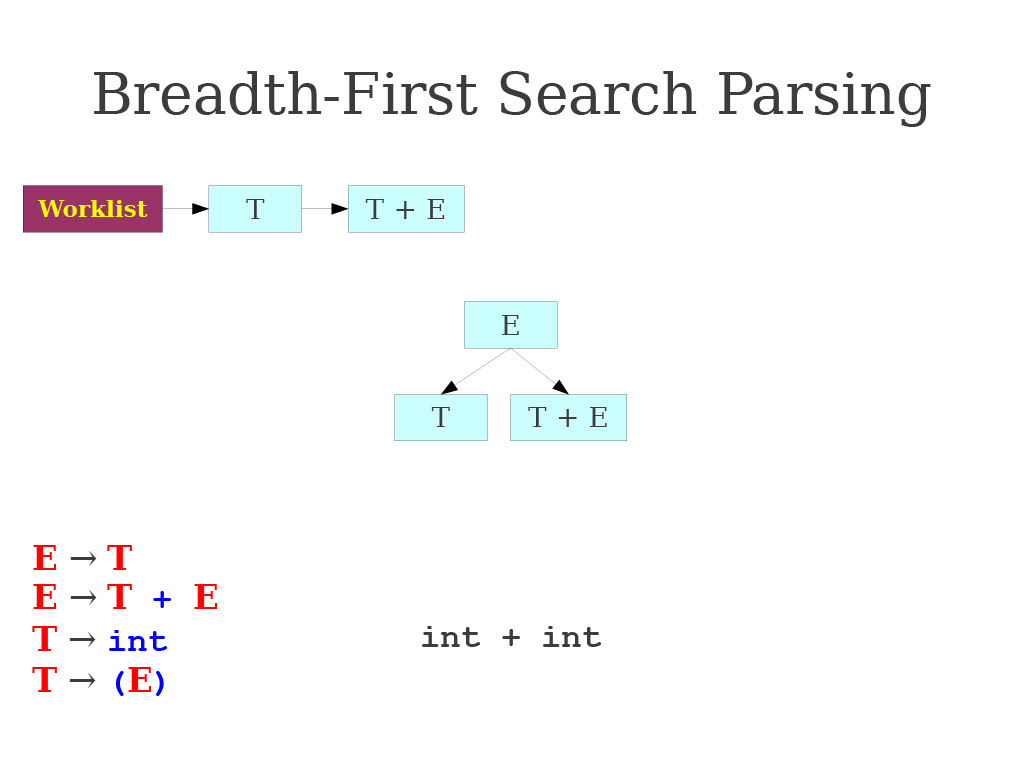 Breadth-First Search Parsing
Worklist T T + E
E
T T + E
E → T
E → T + E
T → int
T → (E)
int + int